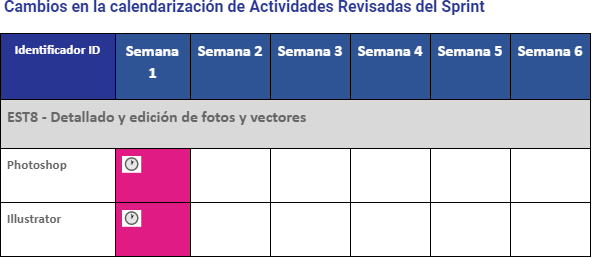 Cambios en la calendarización de Actividades Revisadas del Sprint
Identificador ID
Semana 1
Semana 2
Semana 3
Semana 4
Semana 5
Semana 6
EST8 - Detallado y edición de fotos y vectores
Photoshop
Illustrator